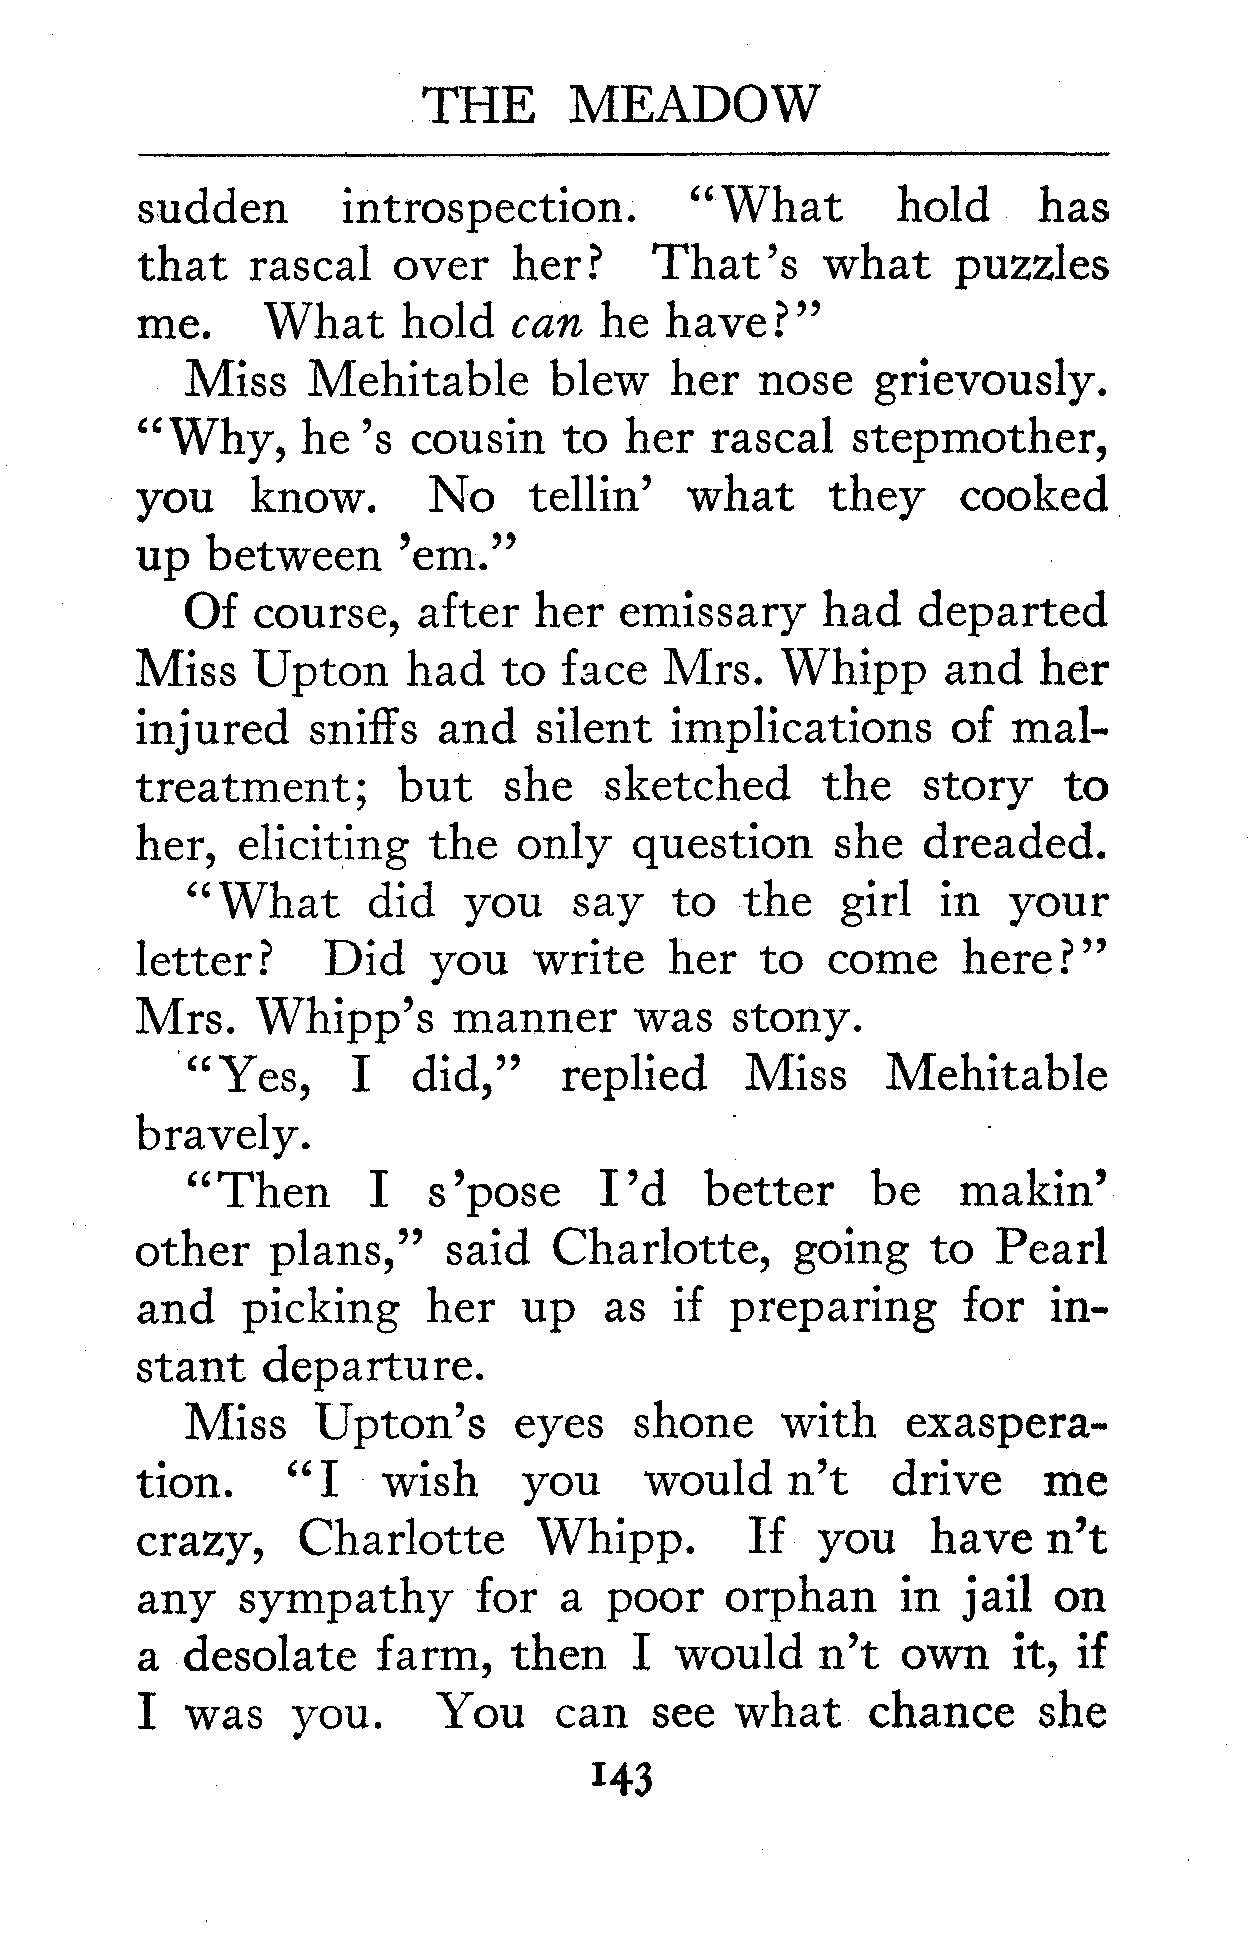 THE MEADOW
sudden introspection. “What hold has
that rascal over her? That’s what puzzles
me. What hold can he have?”
Miss Mehitable blew her nose grievously.
“Why, he ’s cousin to her rascal stepmother,
you know. No tellin’ what they cooked
up between ’em.”
Of course, after her emissary had departed
Miss Upton had to face Mrs. Whipp and her
injured sniffs and silent implications of mal-
treatment; but she sketched the story to
her, eliciting the only question she dreaded.
“What did you say to the girl in your
letter? Did you write her to come here?”
Mrs. Whipp’s manner was stony.
“Yes, I did,” replied Miss Mehitable
bravely.
“Then I s’pose I ’d better be makin’
other plans,” said Charlotte, going to Pearl
and picking her up as if preparing for in-
stant departure.
Miss Upton’s eyes shone with exaspera-
tion. “I wish you would n’t drive me
crazy, Charlotte Whipp. If you have n’t
any sympathy for a poor orphan in jail on
a desolate farm, then I would n’t own it, if
I was you. You can see what chance she
143